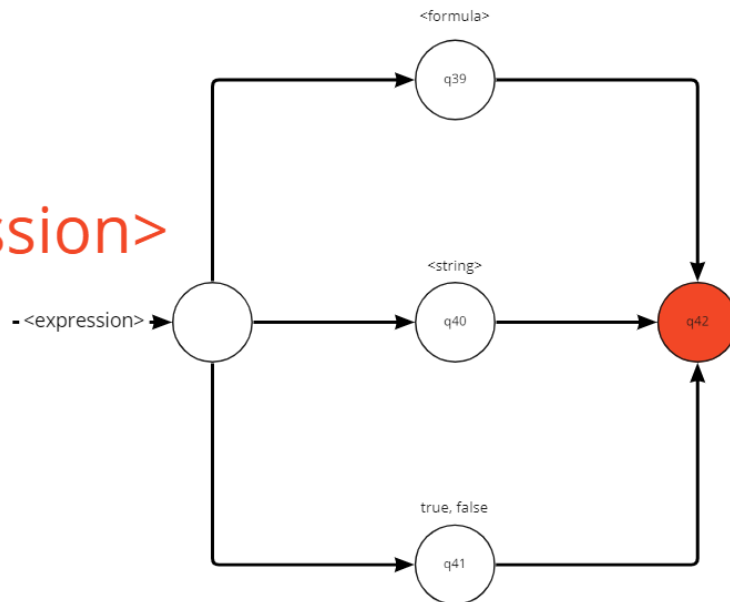 <formula>
q39
ssion>
<string>
<expression>
q40
q42
true, false
q41